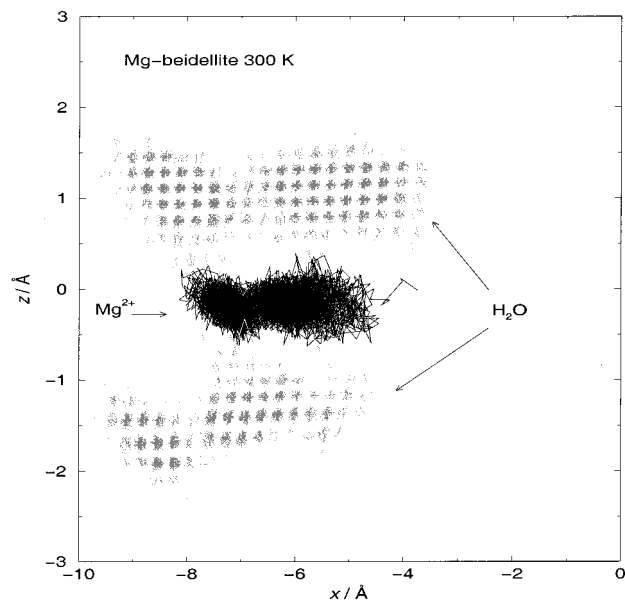 3
Mg−beidellite 300 K
2
1
0
z / Å
Mg²⁺
H₂O
−1
−2
−3
−10
−8
−6
−4
−2
0
x / Å